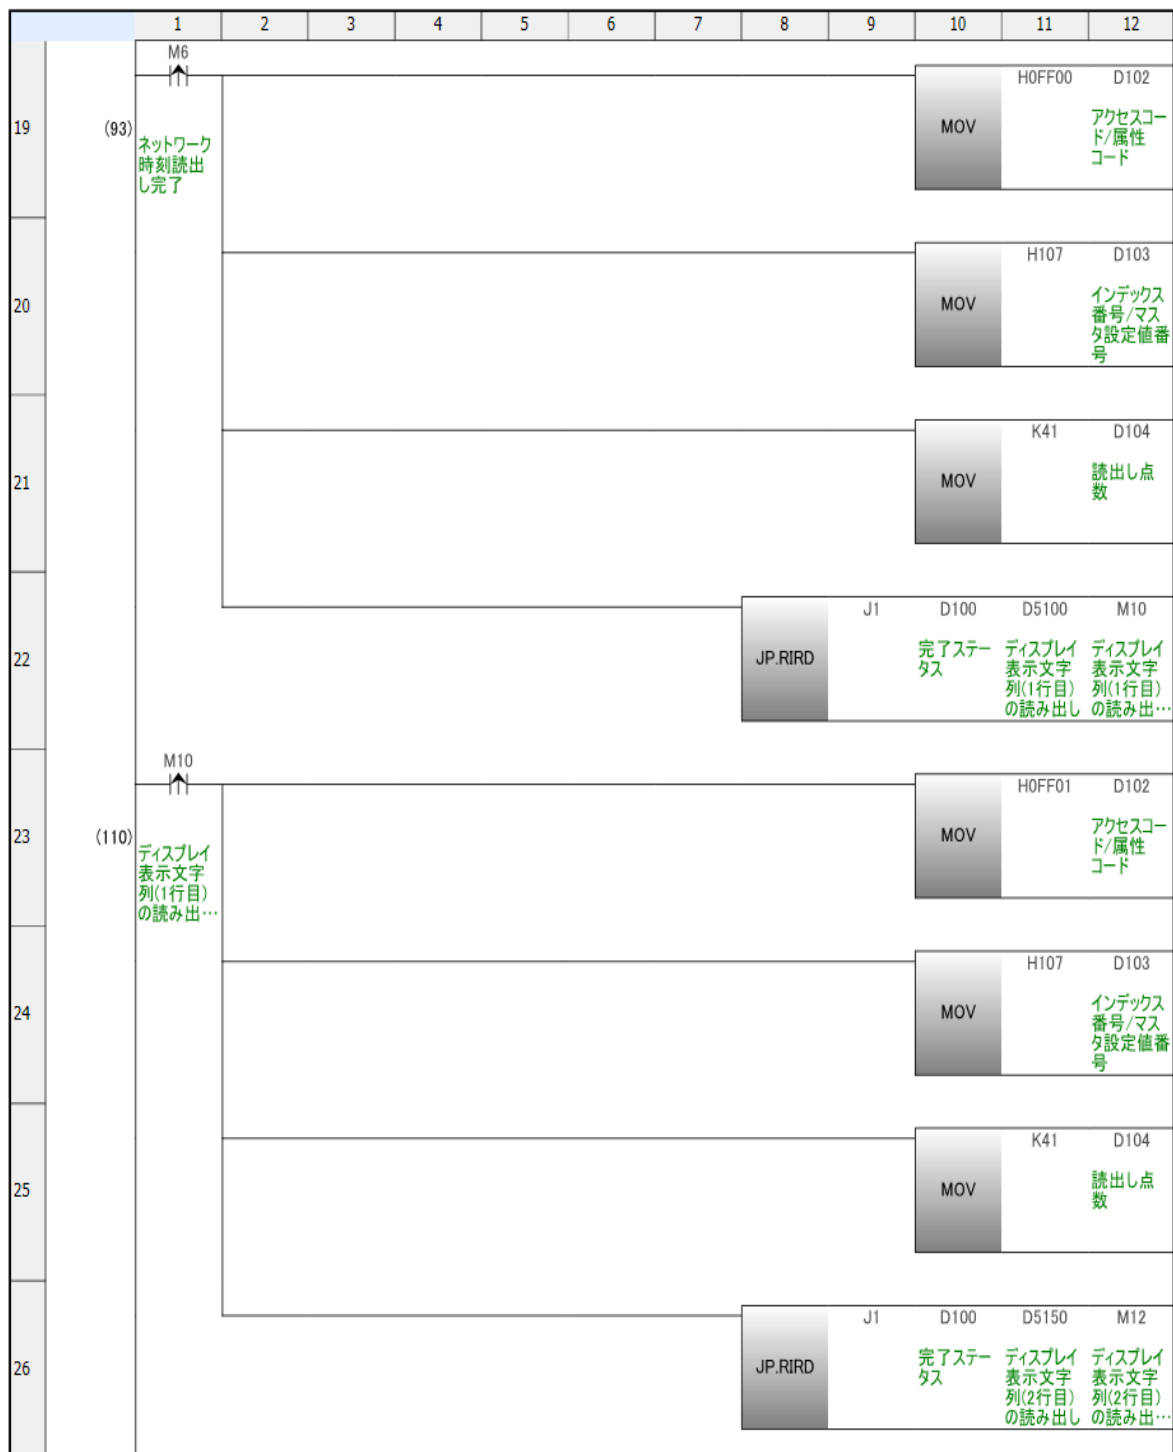 1 2 3 4 5 6 7 8 9 10 11 12
M6
19
(93)
ネットワーク
時刻読出
し完了
MOV
H0FF00 D102
アクセスコー
ド/属性
コード
20
MOV
H107 D103
インデックス
番号/マス
タ設定値番
号
21
MOV
K41 D104
読出し点
数
22
JP.RIRD
J1 D100 D5100 M10
完了ステー
タス
ディスプレイ
表示文字
列(1行目)
の読み出し
ディスプレイ
表示文字
列(1行目)
の読み出…
M10
23
(110)
ディスプレイ
表示文字
列(1行目)
の読み出…
MOV
H0FF01 D102
アクセスコー
ド/属性
コード
24
MOV
H107 D103
インデックス
番号/マス
タ設定値番
号
25
MOV
K41 D104
読出し点
数
26
JP.RIRD
J1 D100 D5150 M12
完了ステー
タス
ディスプレイ
表示文字
列(2行目)
の読み出し
ディスプレイ
表示文字
列(2行目)
の読み出…